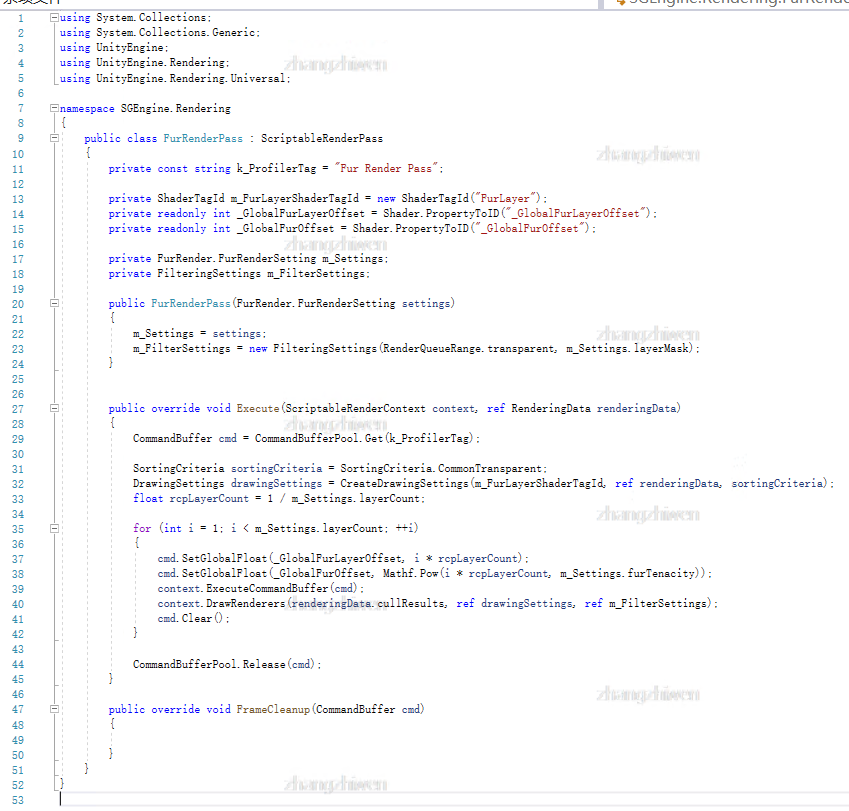 SGEngine.Rendering.FurRende
1 using System.Collections;
2 using System.Collections.Generic;
3 using UnityEngine;
4 using UnityEngine.Rendering;
5 using UnityEngine.Rendering.Universal;
6
7 namespace SGEngine.Rendering
8 {
9 public class FurRenderPass : ScriptableRenderPass
10 {
11 private const string k_ProfilerTag = "Fur Render Pass";
12
13 private ShaderTagId m_FurLayerShaderTagId = new ShaderTagId("FurLayer");
14 private readonly int _GlobalFurLayerOffset = Shader.PropertyToID("_GlobalFurLayerOffset");
15 private readonly int _GlobalFurOffset = Shader.PropertyToID("_GlobalFurOffset");
16
17 private FurRender.FurRenderSetting m_Settings;
18 private FilteringSettings m_FilterSettings;
19
20 public FurRenderPass(FurRender.FurRenderSetting settings)
21 {
22 m_Settings = settings;
23 m_FilterSettings = new FilteringSettings(RenderQueueRange.transparent, m_Settings.layerMask);
24 }
25
26
27 public override void Execute(ScriptableRenderContext context, ref RenderingData renderingData)
28 {
29 CommandBuffer cmd = CommandBufferPool.Get(k_ProfilerTag);
30
31 SortingCriteria sortingCriteria = SortingCriteria.CommonTransparent;
32 DrawingSettings drawingSettings = CreateDrawingSettings(m_FurLayerShaderTagId, ref renderingData, sortingCriteria);
33 float rcpLayerCount = 1 / m_Settings.layerCount;
34
35 for (int i = 1; i < m_Settings.layerCount; ++i)
36 {
37 cmd.SetGlobalFloat(_GlobalFurLayerOffset, i * rcpLayerCount);
38 cmd.SetGlobalFloat(_GlobalFurOffset, Mathf.Pow(i * rcpLayerCount, m_Settings.furTenacity));
39 context.ExecuteCommandBuffer(cmd);
40 context.DrawRenderers(renderingData.cullResults, ref drawingSettings, ref m_FilterSettings);
41 cmd.Clear();
42 }
43
44 CommandBufferPool.Release(cmd);
45 }
46
47 public override void FrameCleanup(CommandBuffer cmd)
48 {
49
50 }
51 }
52 }
53
zhangzhiwen
zhangzhiwen
zhangzhiwen
zhangzhiwen
zhangzhiwen
zhangzhiwen
zhangzhiwen
zhangzhiwen
zhangzhiwen